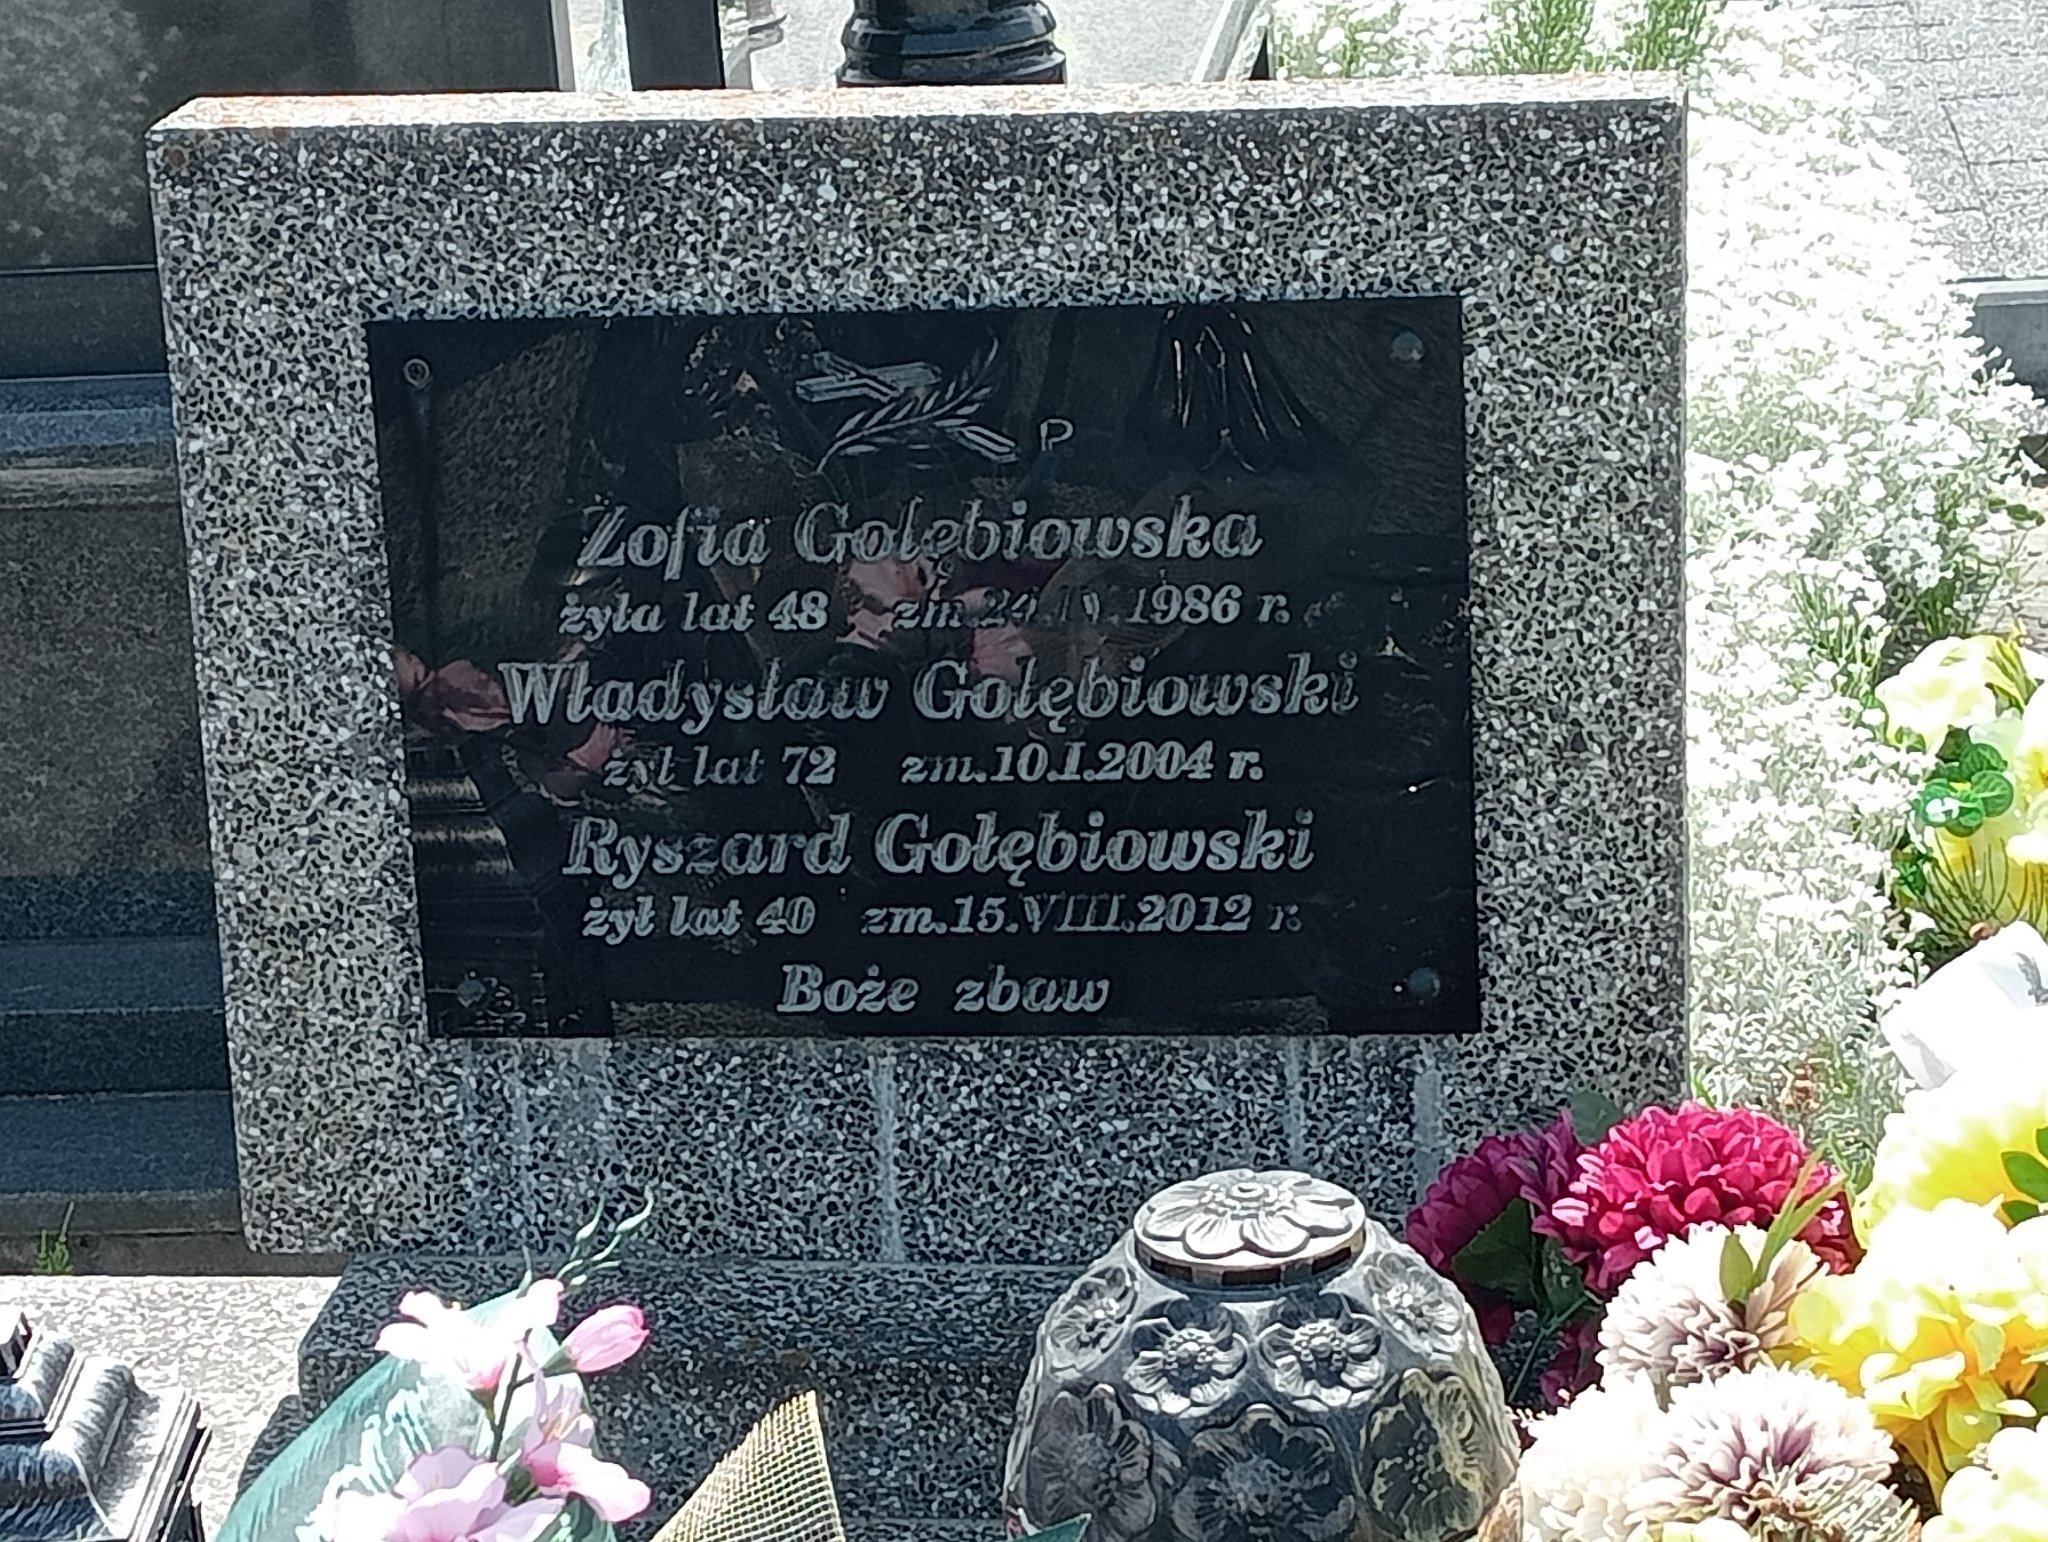 P
Zofia Gołębiowska
żyła lat 48 zm.24.IV.1986 r.
Władysław Gołębiowski
żył lat 72 zm.10.I.2004 r.
Ryszard Gołębiowski
żył lat 40 zm.15.VIII.2012 r.
Boże zbaw